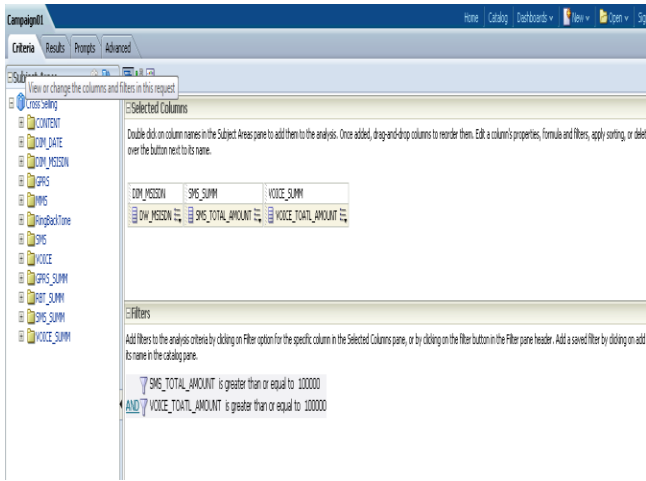 Campaign01
Home Catalog Dashboards New Open Sig
Criteria Results Prompts Advanced
Subject Areas
View or change the columns and filters in this request
Cross Selling
CONTENT
DIM_DATE
DIM_MSISDN
GPRS
MMS
RingBackTone
SMS
VOICE
GPRS_SUMM
RBT_SUMM
SMS_SUMM
VOICE_SUMM
Selected Columns
Double click on column names in the Subject Areas pane to add them to the analysis. Once added, drag-and-drop columns to reorder them. Edit a column's properties, formula and filters, apply sorting, or delet
over the button next to its name.
DIM_MSISDN SMS_SUMM VOICE_SUMM
DW_MSISDN SMS_TOTAL_AMOUNT VOICE_TOATL_AMOUNT
Filters
Add filters to the analysis criteria by clicking on Filter option for the specific column in the Selected Columns pane, or by clicking on the filter button in the Filter pane header. Add a saved filter by clicking on add
its name in the catalog pane.
SMS_TOTAL_AMOUNT is greater than or equal to 100000
AND VOICE_TOATL_AMOUNT is greater than or equal to 100000